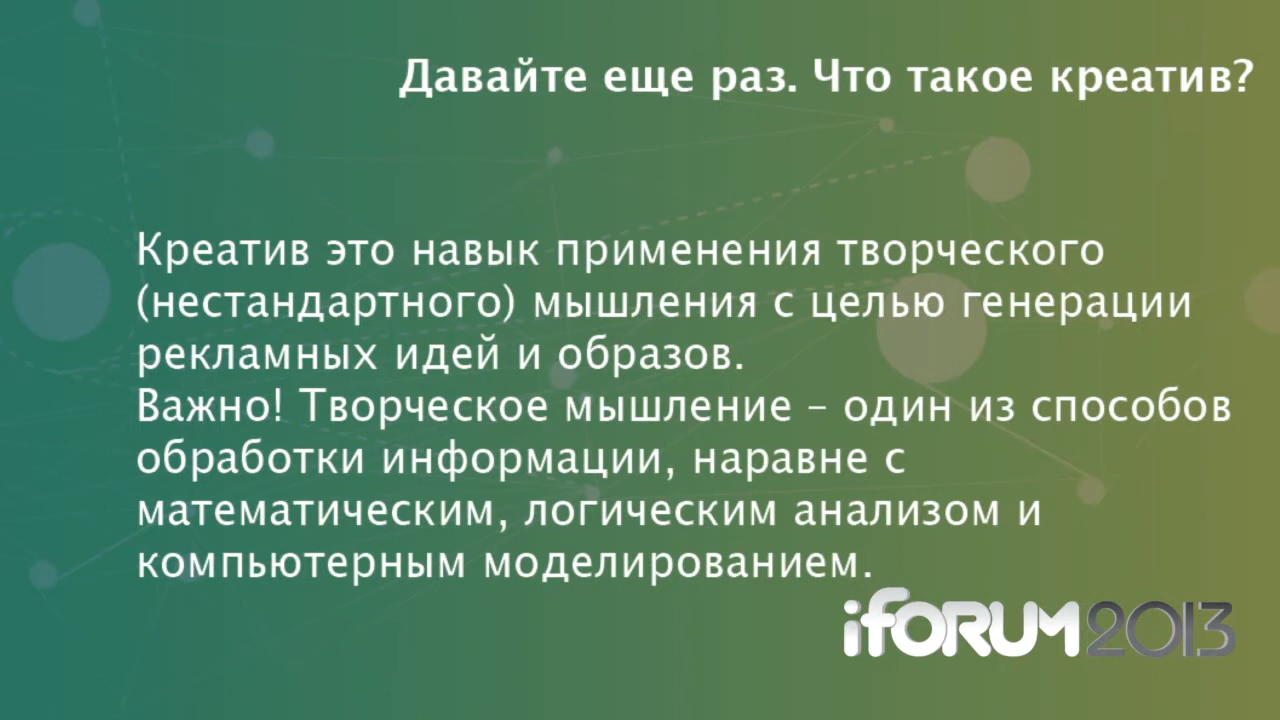 Давайте еще раз. Что такое креатив?
Креатив это навык применения творческого
(нестандартного) мышления с целью генерации
рекламных идей и образов.
Важно! Творческое мышление – один из способов
обработки информации, наравне с
математическим, логическим анализом и
компьютерным моделированием.
iFORUM2013